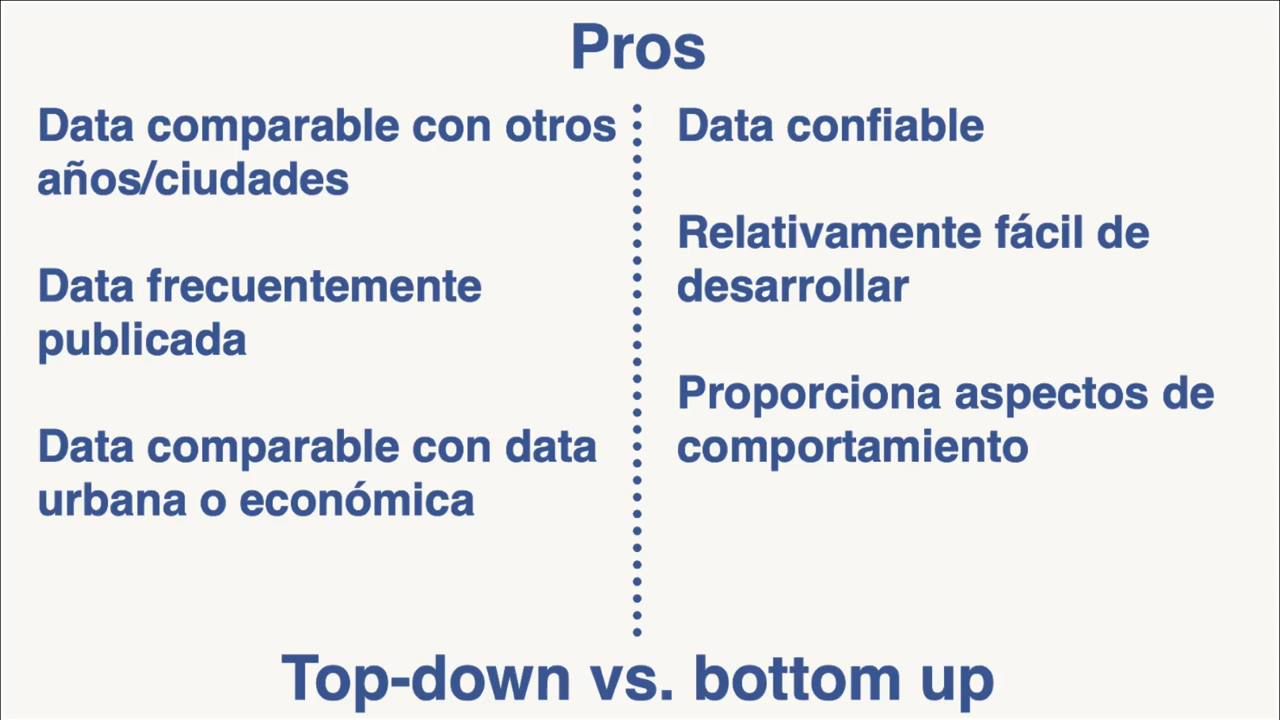 Pros
Data comparable con otros
años/ciudades
Data frecuentemente
publicada
Data comparable con data
urbana o económica
Data confiable
Relativamente fácil de
desarrollar
Proporciona aspectos de
comportamiento
Top-down vs. bottom up